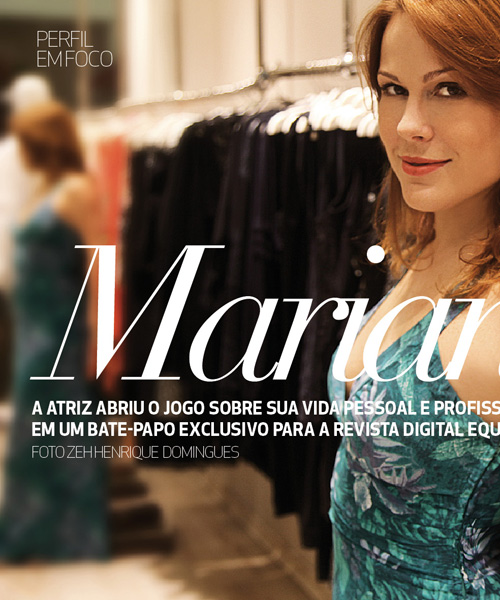 PERFIL
EM FOCO
Marian
A ATRIZ ABRIU O JOGO SOBRE SUA VIDA PESSOAL E PROFISS
EM UM BATE-PAPO EXCLUSIVO PARA A REVISTA DIGITAL EQU
FOTO ZEH HENRIQUE DOMINGUES